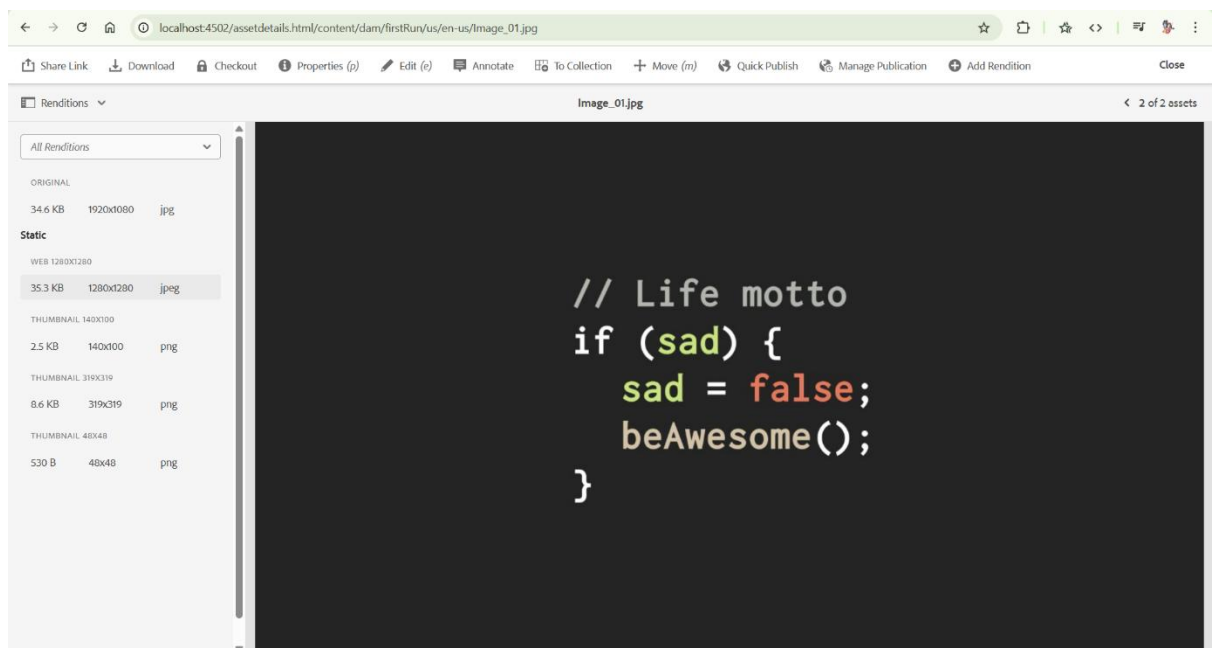 localhost:4502/assetdetails.html/content/dam/firstRun/us/en-us/Image_01.jpg
Share Link Download Checkout Properties (p) Edit (e) Annotate To Collection Move (m) Quick Publish Manage Publication Add Rendition Close
Renditions Image_01.jpg 2 of 2 assets
All Renditions
ORIGINAL
34.6 KB 1920x1080 jpg
Static
WEB 1280X1280
35.3 KB 1280x1280 jpeg
THUMBNAIL 140X100
2.5 KB 140x100 png
THUMBNAIL 319X319
8.6 KB 319x319 png
THUMBNAIL 48X48
530 B 48x48 png
// Life motto
if (sad) {
sad = false;
beAwesome();
}